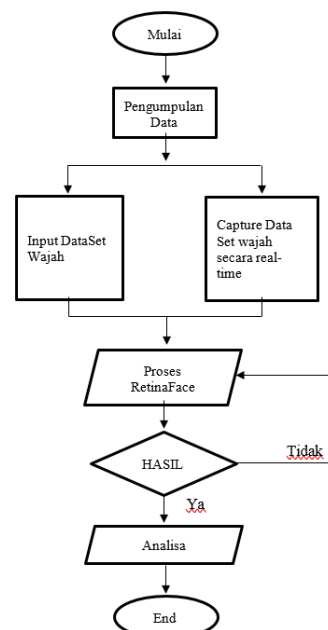 Mulai
Pengumpulan
Data
Input DataSet
Wajah
Capture Data
Set wajah
secara real-
time
Proses
RetinaFace
HASIL
Tidak
Ya
Analisa
End